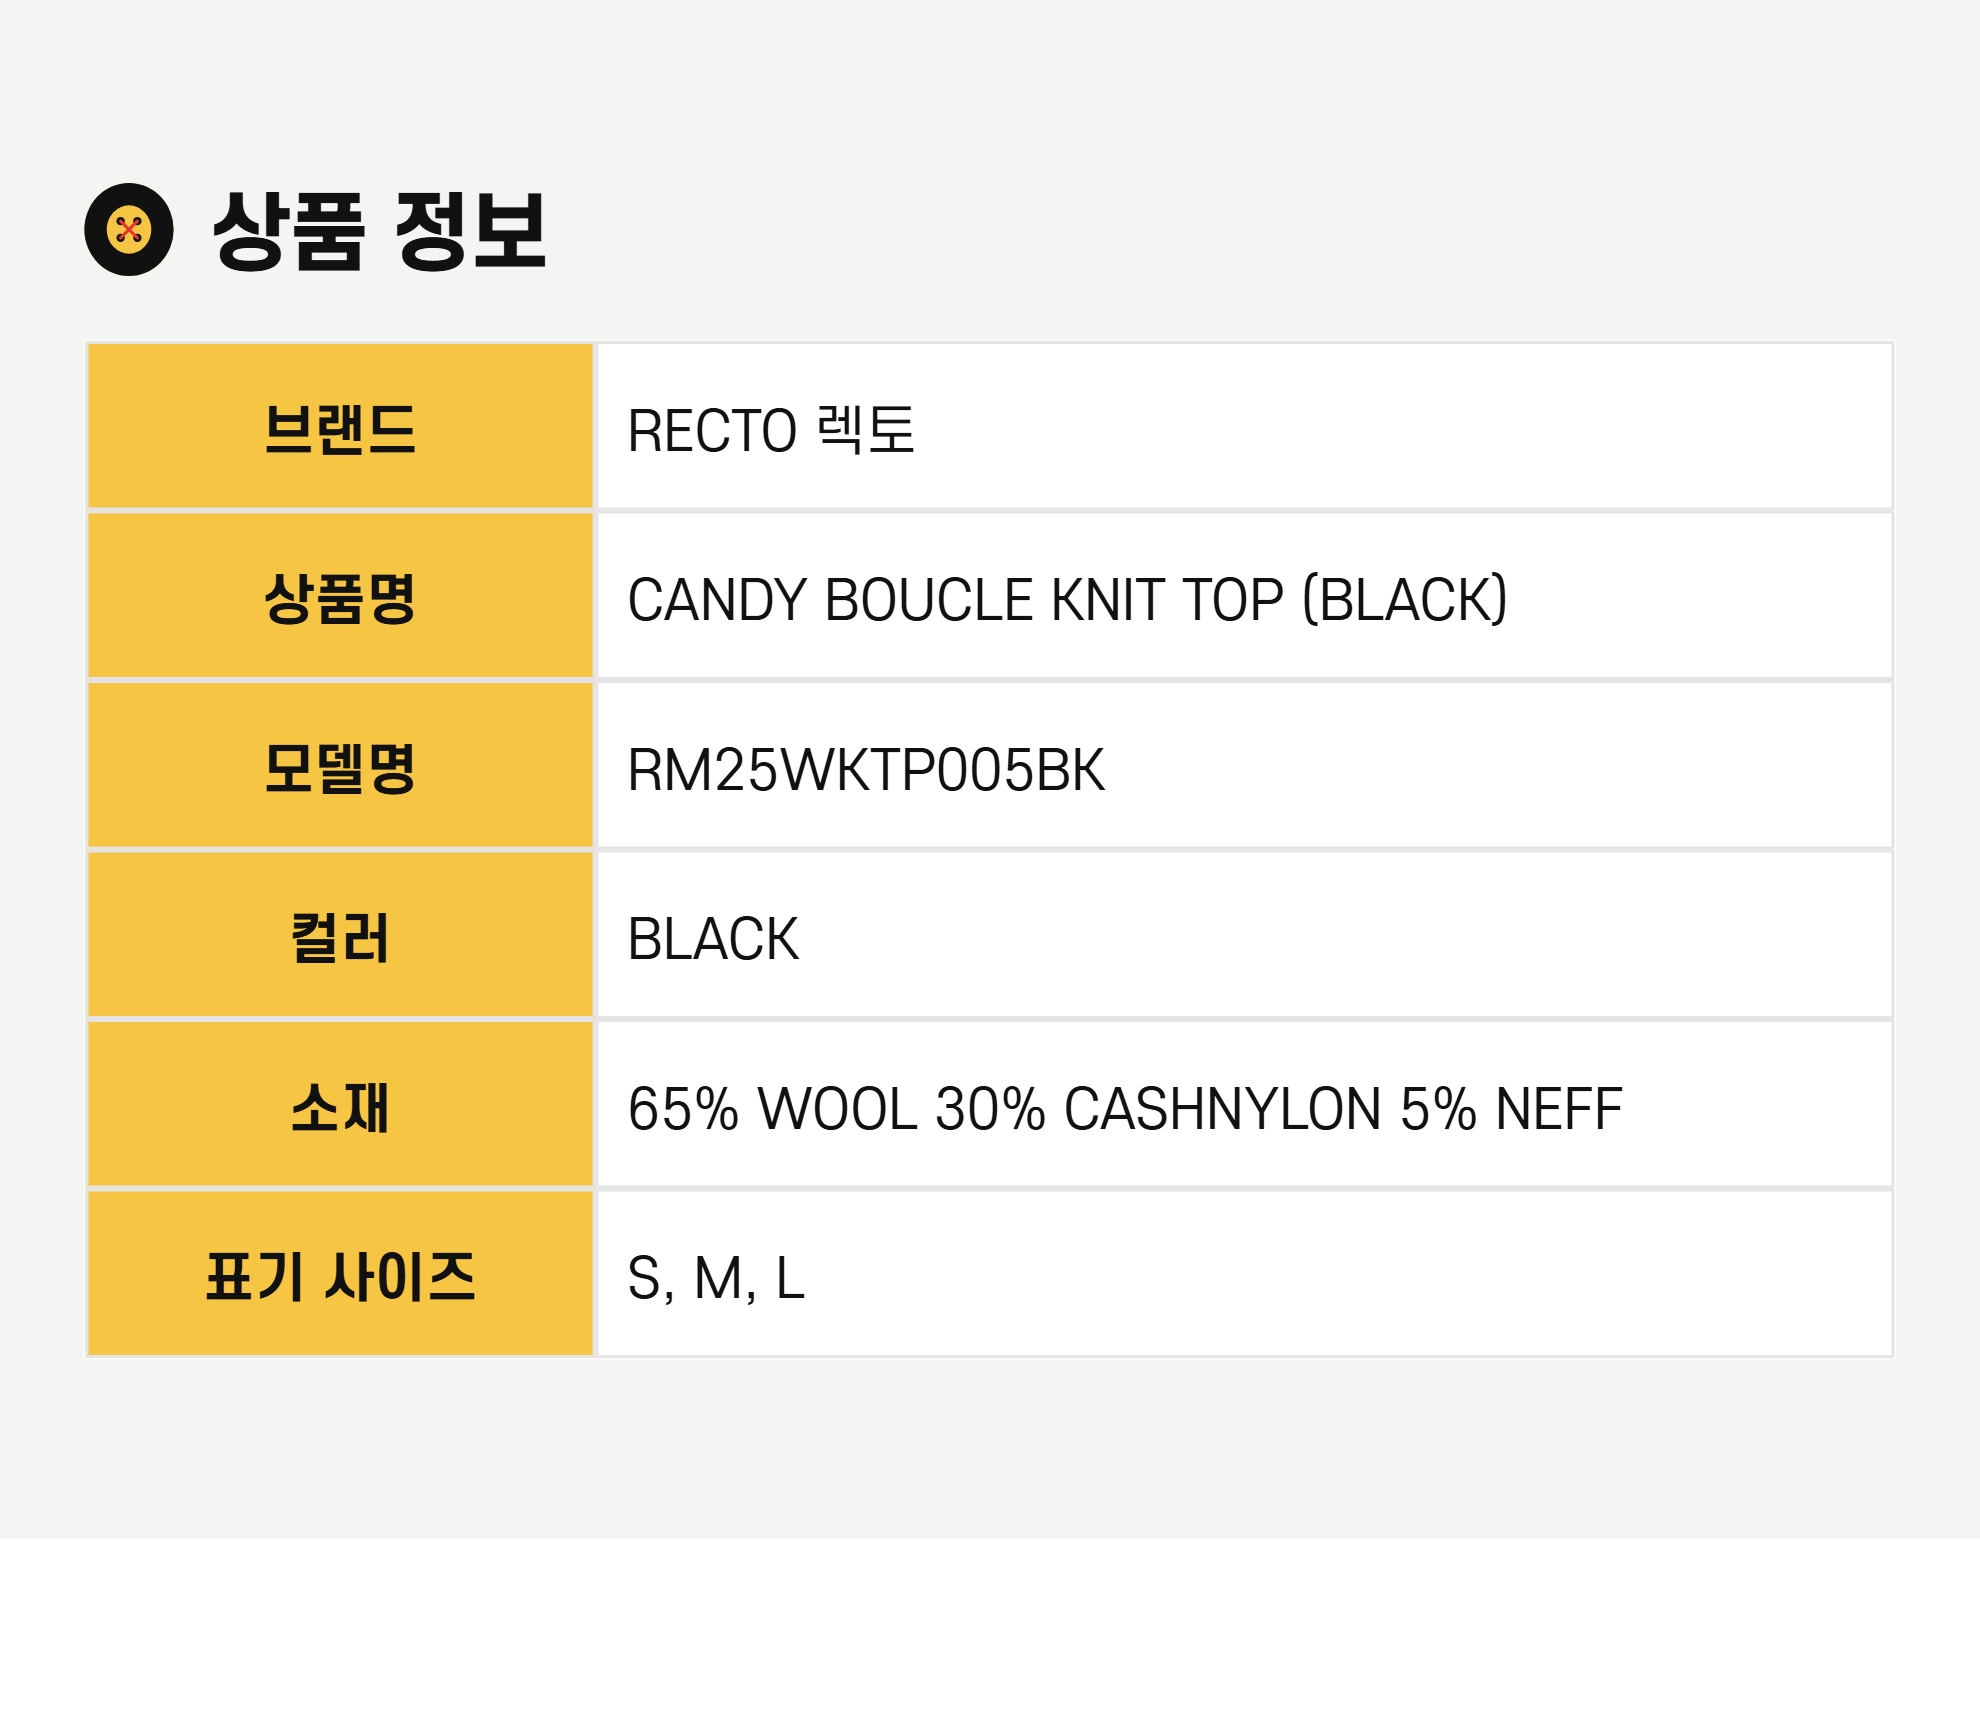 상품 정보
브랜드 RECTO 렉토
상품명 CANDY BOUCLE KNIT TOP (BLACK)
모델명 RM25WKTP005BK
컬러 BLACK
소재 65% WOOL 30% CASHNYLON 5% NEFF
표기 사이즈 S, M, L